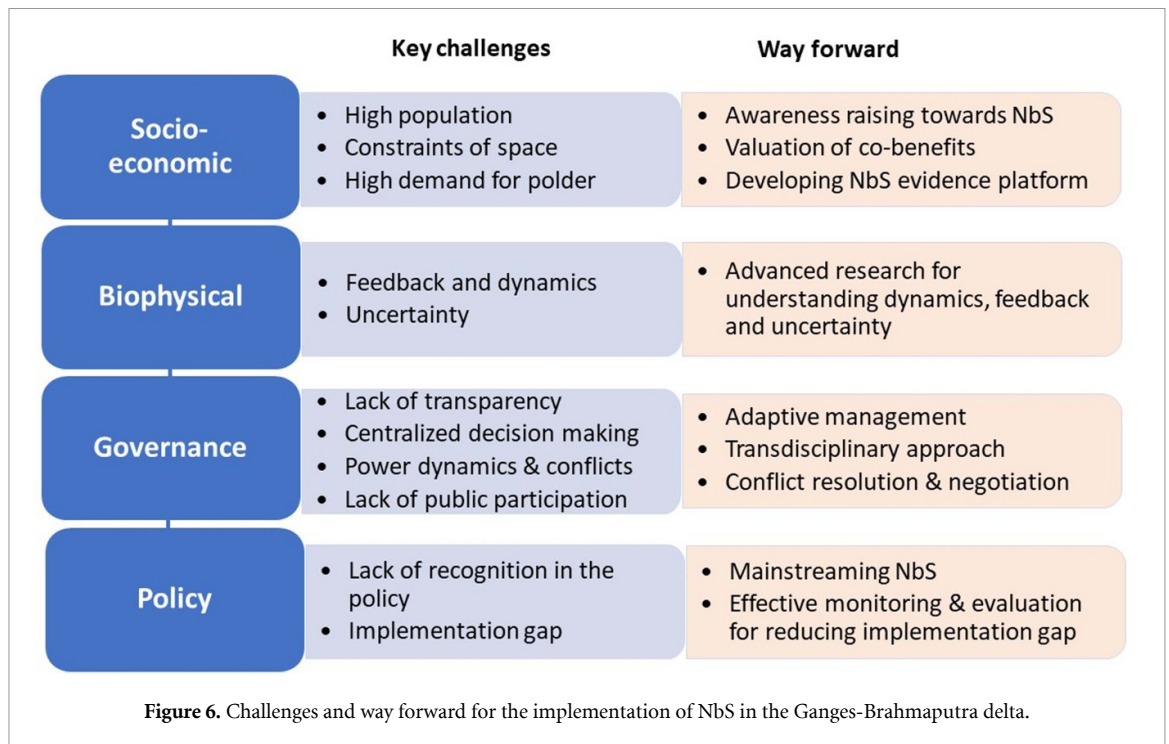 Key challenges
Way forward
Socio-
economic
• High population
• Constraints of space
• High demand for polder
• Awareness raising towards NbS
• Valuation of co-benefits
• Developing NbS evidence platform
Biophysical
• Feedback and dynamics
• Uncertainty
• Advanced research for
understanding dynamics, feedback
and uncertainty
Governance
• Lack of transparency
• Centralized decision making
• Power dynamics & conflicts
• Lack of public participation
• Adaptive management
• Transdisciplinary approach
• Conflict resolution & negotiation
Policy
• Lack of recognition in the
policy
• Implementation gap
• Mainstreaming NbS
• Effective monitoring & evaluation
for reducing implementation gap
Figure 6. Challenges and way forward for the implementation of NbS in the Ganges-Brahmaputra delta.